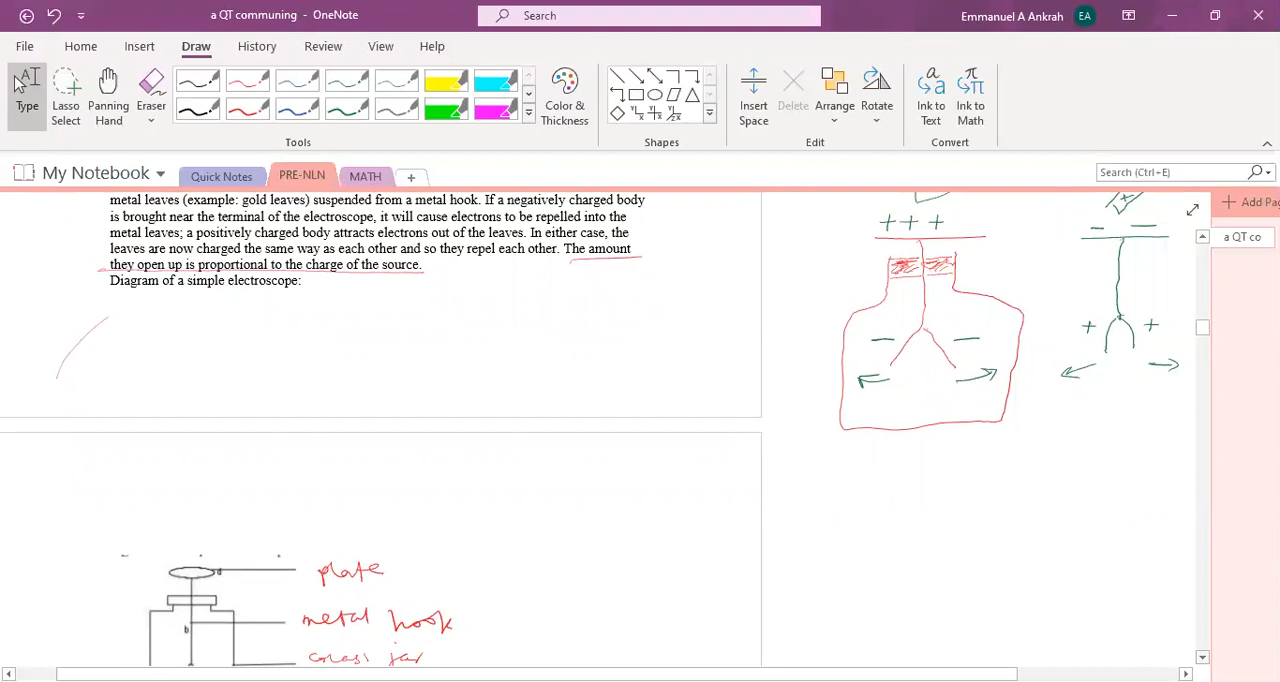 a QT communing - OneNote
Search
Emmanuel A Ankrah
EA
File Home Insert Draw History Review View Help
Type
Lasso Select
Panning Hand
Eraser
Color & Thickness
Insert Space
Delete
Arrange
Rotate
Ink to Text
Ink to Math
Tools
Shapes
Edit
Convert
My Notebook
Quick Notes
PRE-NLN
MATH
Search (Ctrl+E)
Add Pag
a QT co
metal leaves (example: gold leaves) suspended from a metal hook. If a negatively charged body
is brought near the terminal of the electroscope, it will cause electrons to be repelled into the
metal leaves; a positively charged body attracts electrons out of the leaves. In either case, the
leaves are now charged the same way as each other and so they repel each other. The amount
they open up is proportional to the charge of the source.
Diagram of a simple electroscope:
+ + +
- -
- -
+ +
d
plate
b
metal hook
jar